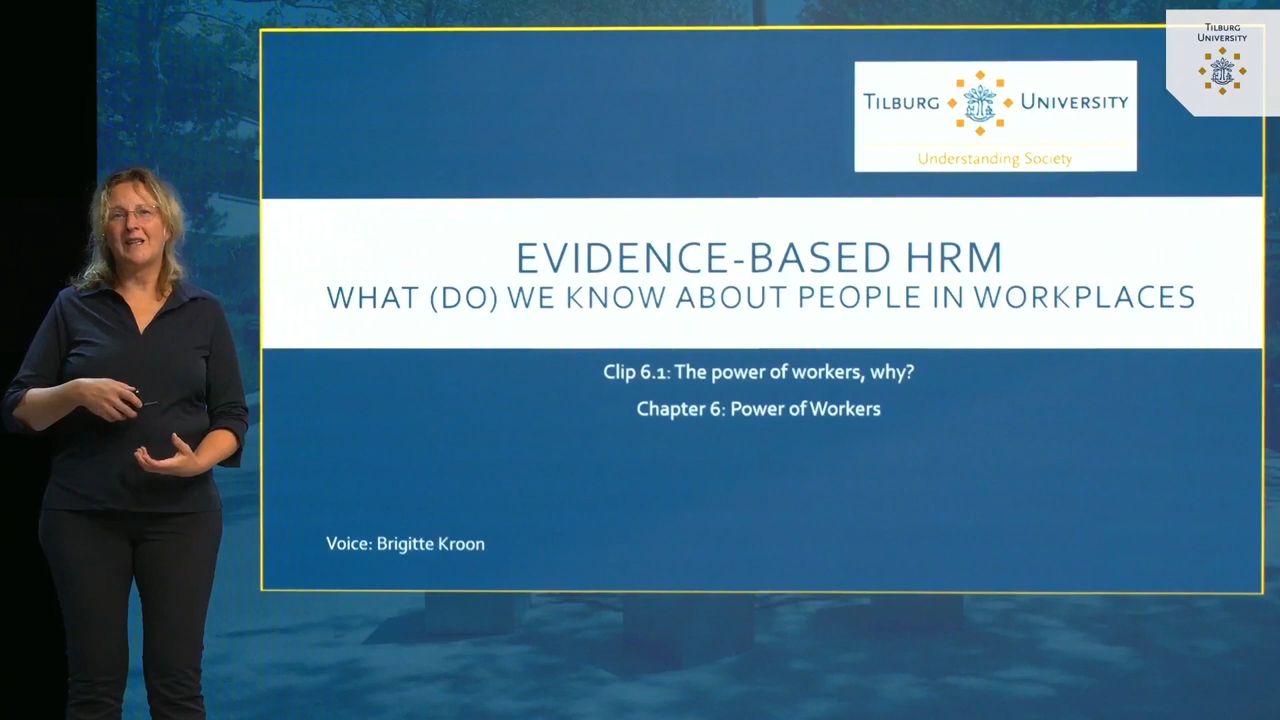 TILBURG UNIVERSITY
Understanding Society
TILBURG
UNIVERSITY
EVIDENCE-BASED HRM
WHAT (DO) WE KNOW ABOUT PEOPLE IN WORKPLACES
Clip 6.1: The power of workers, why?
Chapter 6: Power of Workers
Voice: Brigitte Kroon